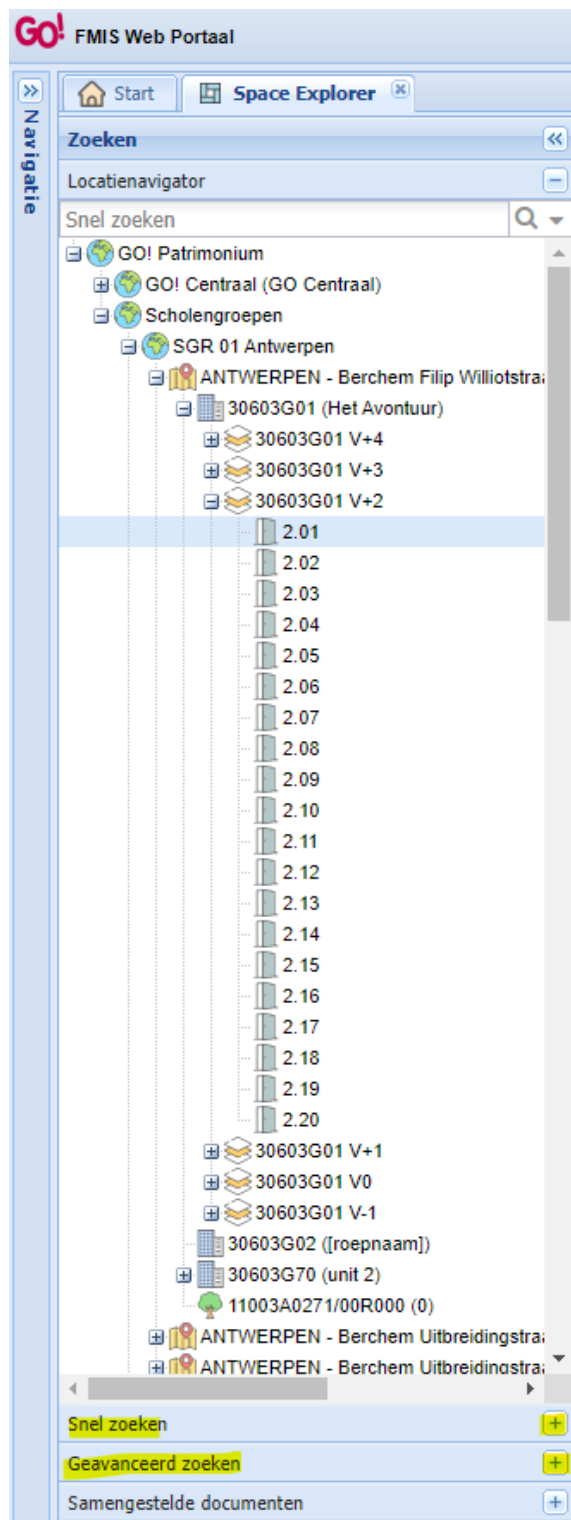 GO! FMIS Web Portaal
Navigatie
Start Space Explorer
Zoeken
Locatienavigator
Snel zoeken
GO! Patrimonium
GO! Centraal (GO Centraal)
Scholengroepen
SGR 01 Antwerpen
ANTWERPEN - Berchem Filip Williotstraa
30603G01 (Het Avontuur)
30603G01 V+4
30603G01 V+3
30603G01 V+2
2.01
2.02
2.03
2.04
2.05
2.06
2.07
2.08
2.09
2.10
2.11
2.12
2.13
2.14
2.15
2.16
2.17
2.18
2.19
2.20
30603G01 V+1
30603G01 V0
30603G01 V-1
30603G02 ([roepnaam])
30603G70 (unit 2)
11003A0271/00R000 (0)
ANTWERPEN - Berchem Uitbreidingstraa
ANTWERPEN - Berchem Uitbreidingstraa
Snel zoeken
Geavanceerd zoeken
Samengestelde documenten